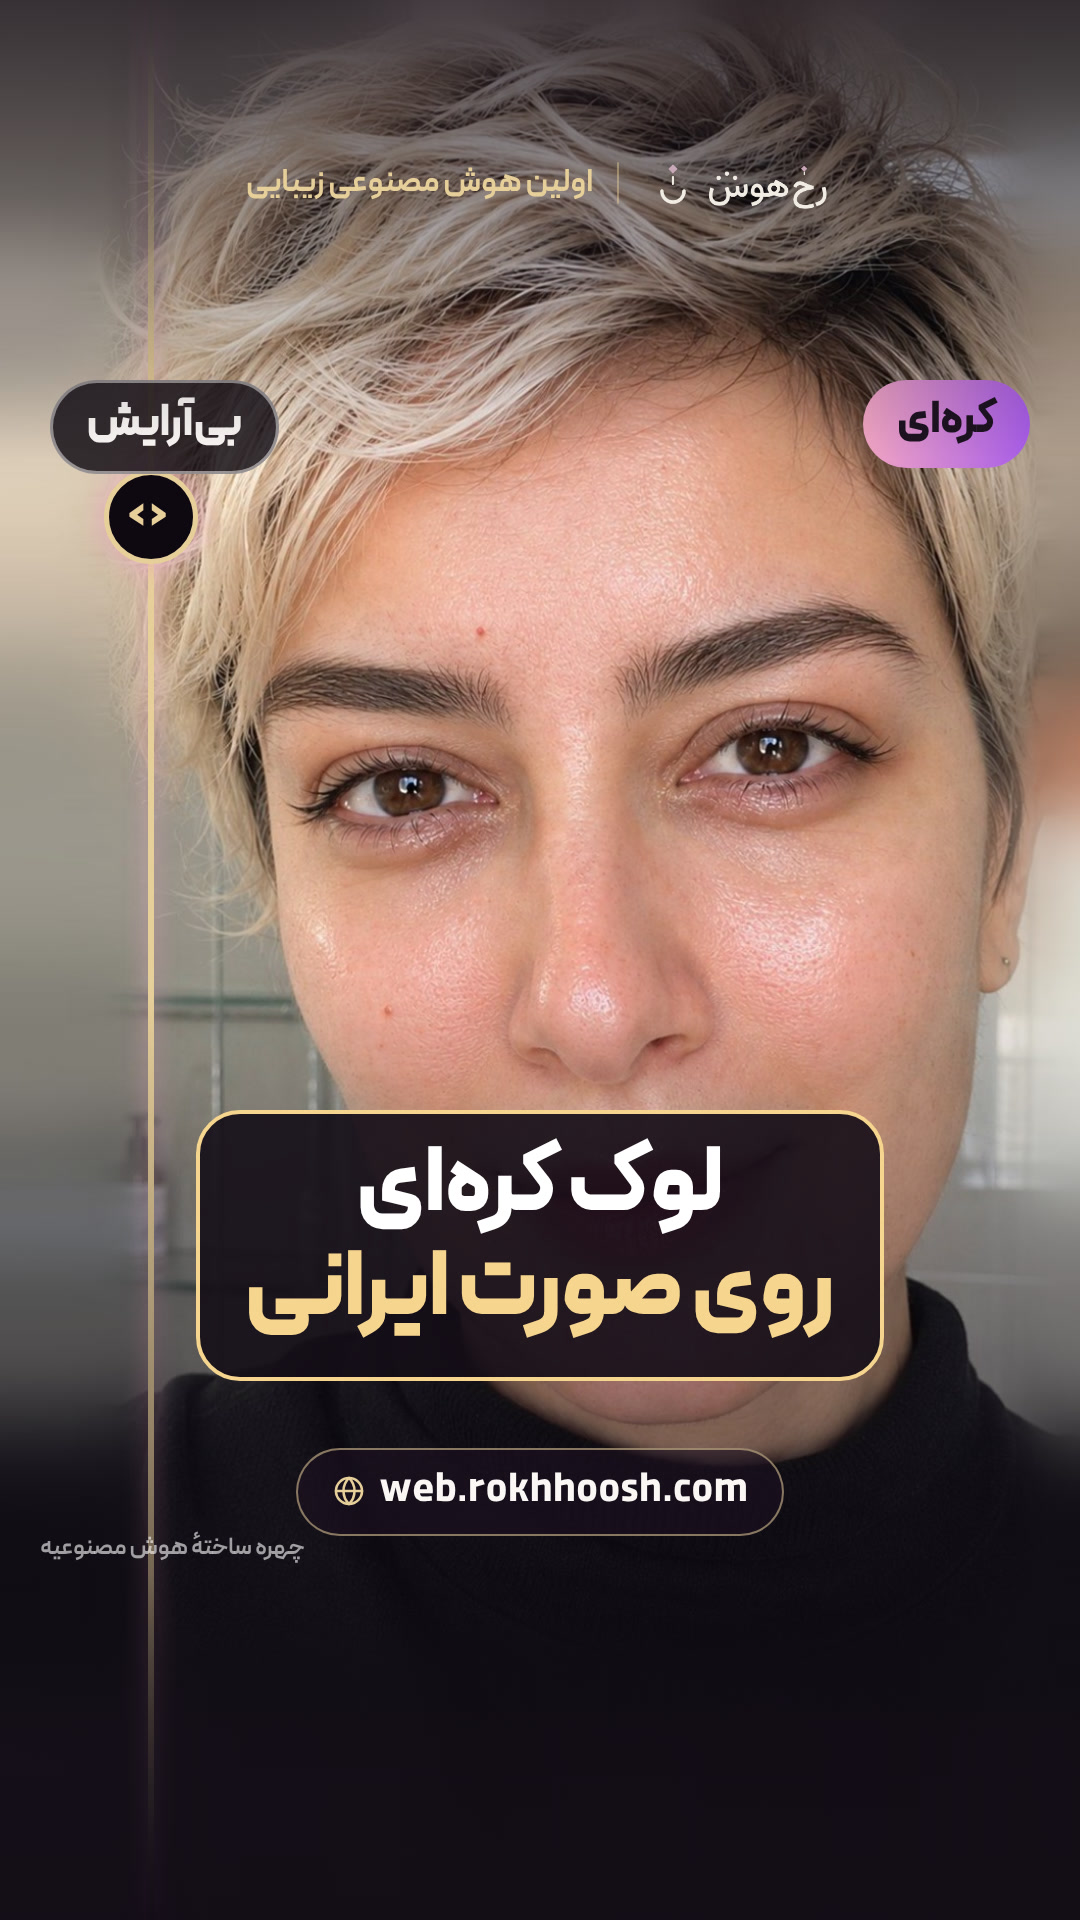 رخ‌هوش
اولین هوش مصنوعی زیبایی
کره‌ای
بی‌آرایش
لوک کره‌ای
روی صورت ایرانی
web.rokhhoosh.com
چهره ساختهٔ هوش مصنوعیه